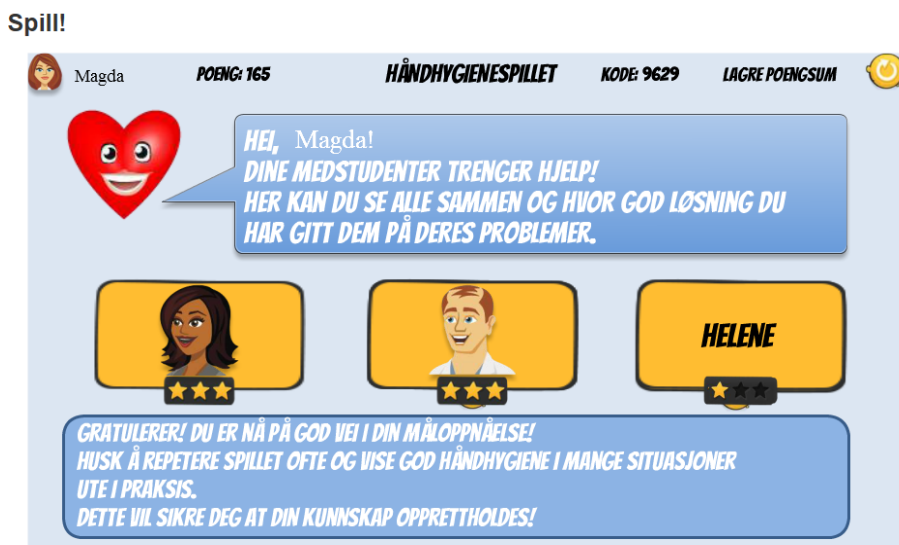 Spill!
Magda POENG: 165 HÅNDHYGIENESPILLET KODE: 9629 LAGRE POENGSUM
HEI, Magda!
DINE MEDSTUDENTER TRENGER HJELP!
HER KAN DU SE ALLE SAMMEN OG HVOR GOD LØSNING DU
HAR GITT DEM PÅ DERES PROBLEMER.
HELENE
GRATULERER! DU ER NÅ PÅ GOD VEI I DIN MÅLOPPNÅELSE!
HUSK Å REPETERE SPILLET OFTE OG VISE GOD HÅNDHYGIENE I MANGE SITUASJONER
UTE I PRAKSIS.
DETTE VIL SIKRE DEG AT DIN KUNNSKAP OPPRETTHOLDES!